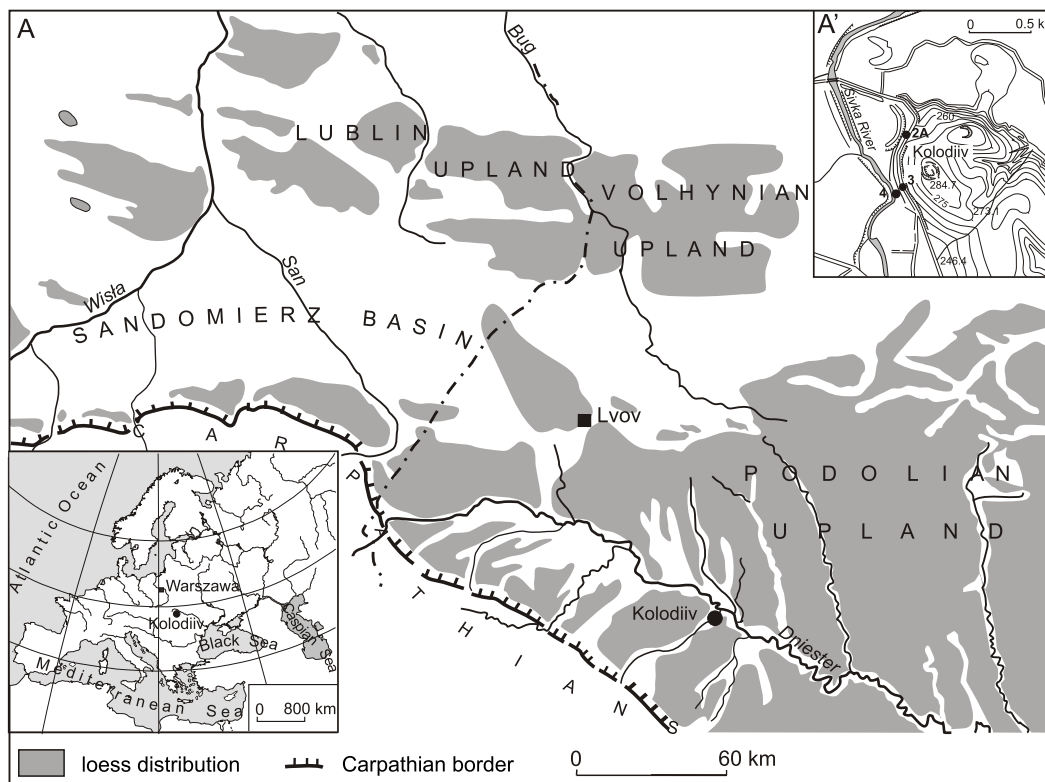 A
Bug
LUBLIN
UPLAND
VOLHYNIAN
UPLAND
Wisła
San
SANDOMIERZ BASIN
Lvov
PODOLIAN
UPLAND
CARPATHIANS
Kolodiiv
Dniester
A'
0 0.5 k
Sivka River
260
2A
Kolodiiv
3
4
284.7
275
273.1
246.4
Atlantic Ocean
Warszawa
Kolodiiv
Black Sea
Caspian Sea
Mediterranean Sea
0 800 km
loess distribution
Carpathian border
0 60 km